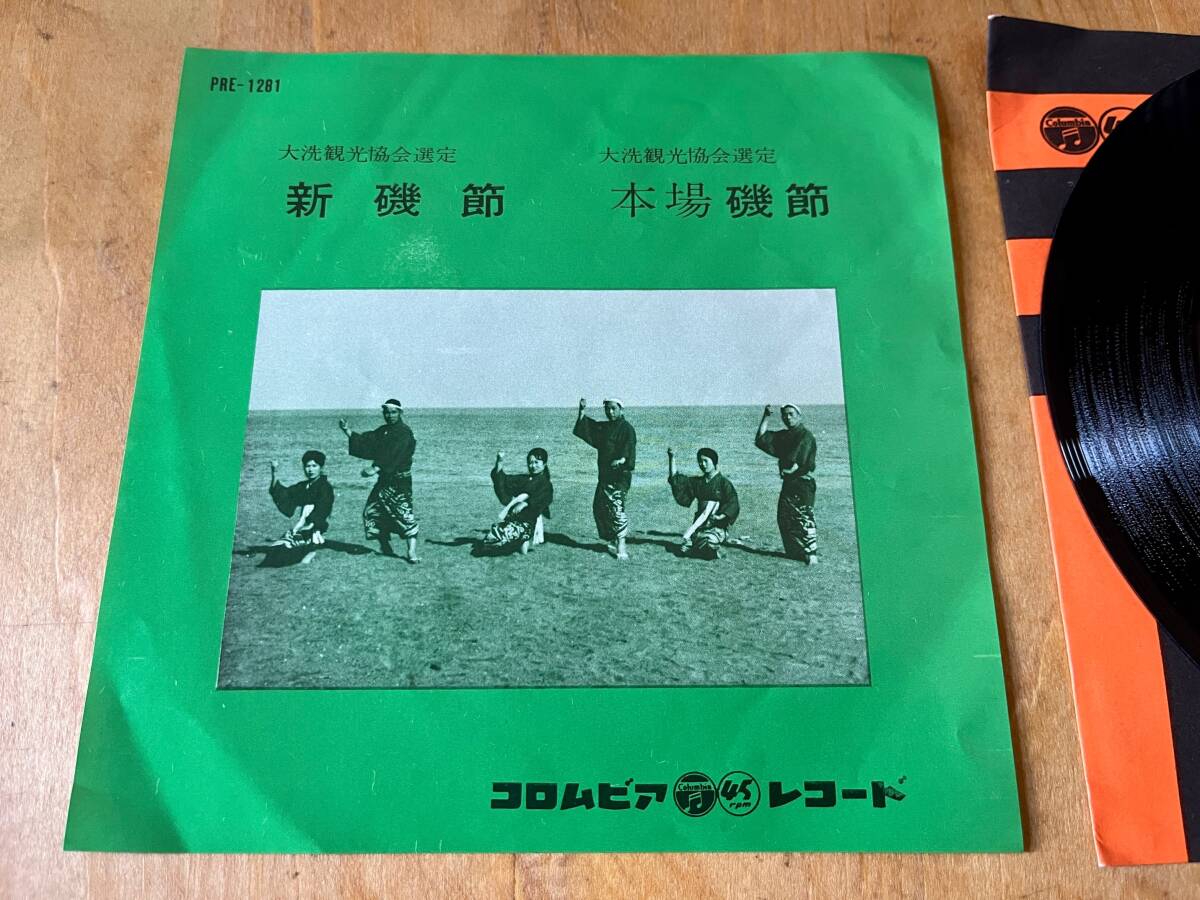 PRE-1281
大洗観光協会選定
新磯節
大洗観光協会選定
本場磯節
コロムビア Columbia 45 rpm レコード
Columbia 45